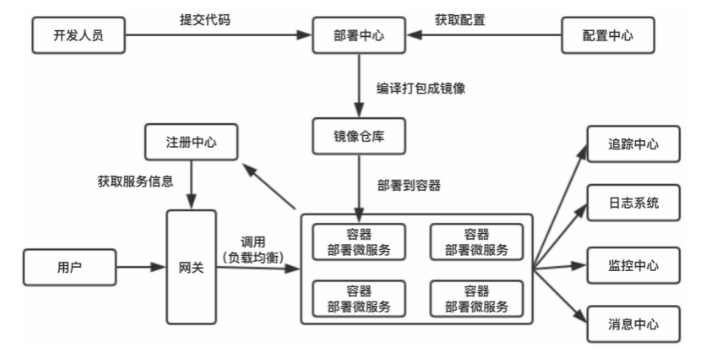 提交代码
获取配置
开发人员
部署中心
配置中心
编译打包成镜像
注册中心
镜像仓库
追踪中心
获取服务信息
部署到容器
日志系统
容器
部署微服务
容器
部署微服务
调用
(负载均衡)
用户
网关
监控中心
容器
部署微服务
容器
部署微服务
消息中心